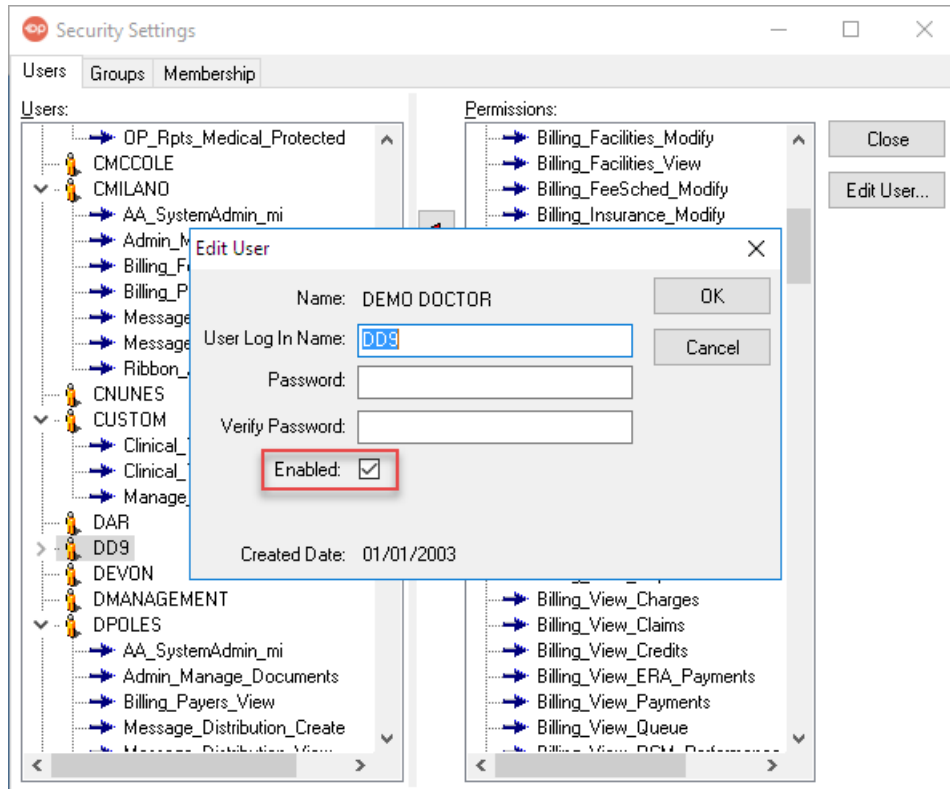 op Security Settings
Users Groups Membership
Users:
OP_Rpts_Medical_Protected
CMCCOLE
CMILANO
AA_SystemAdmin_mi
Admin_M
Billing_F
Billing_P
Message
Message
Ribbon_
CNUNES
CUSTOM
Clinical_
Clinical_
Manage_
DAR
DD9
DEVON
DMANAGEMENT
DPOLES
AA_SystemAdmin_mi
Admin_Manage_Documents
Billing_Payers_View
Message_Distribution_Create
Message_Distribution_View
Permissions:
Billing_Facilities_Modify
Billing_Facilities_View
Billing_FeeSched_Modify
Billing_Insurance_Modify
Billing_View_Charges
Billing_View_Claims
Billing_View_Credits
Billing_View_ERA_Payments
Billing_View_Payments
Billing_View_Queue
Close
Edit User...
Edit User
Name: DEMO DOCTOR
User Log In Name: DD9
Password:
Verify Password:
Enabled:
Created Date: 01/01/2003
OK
Cancel